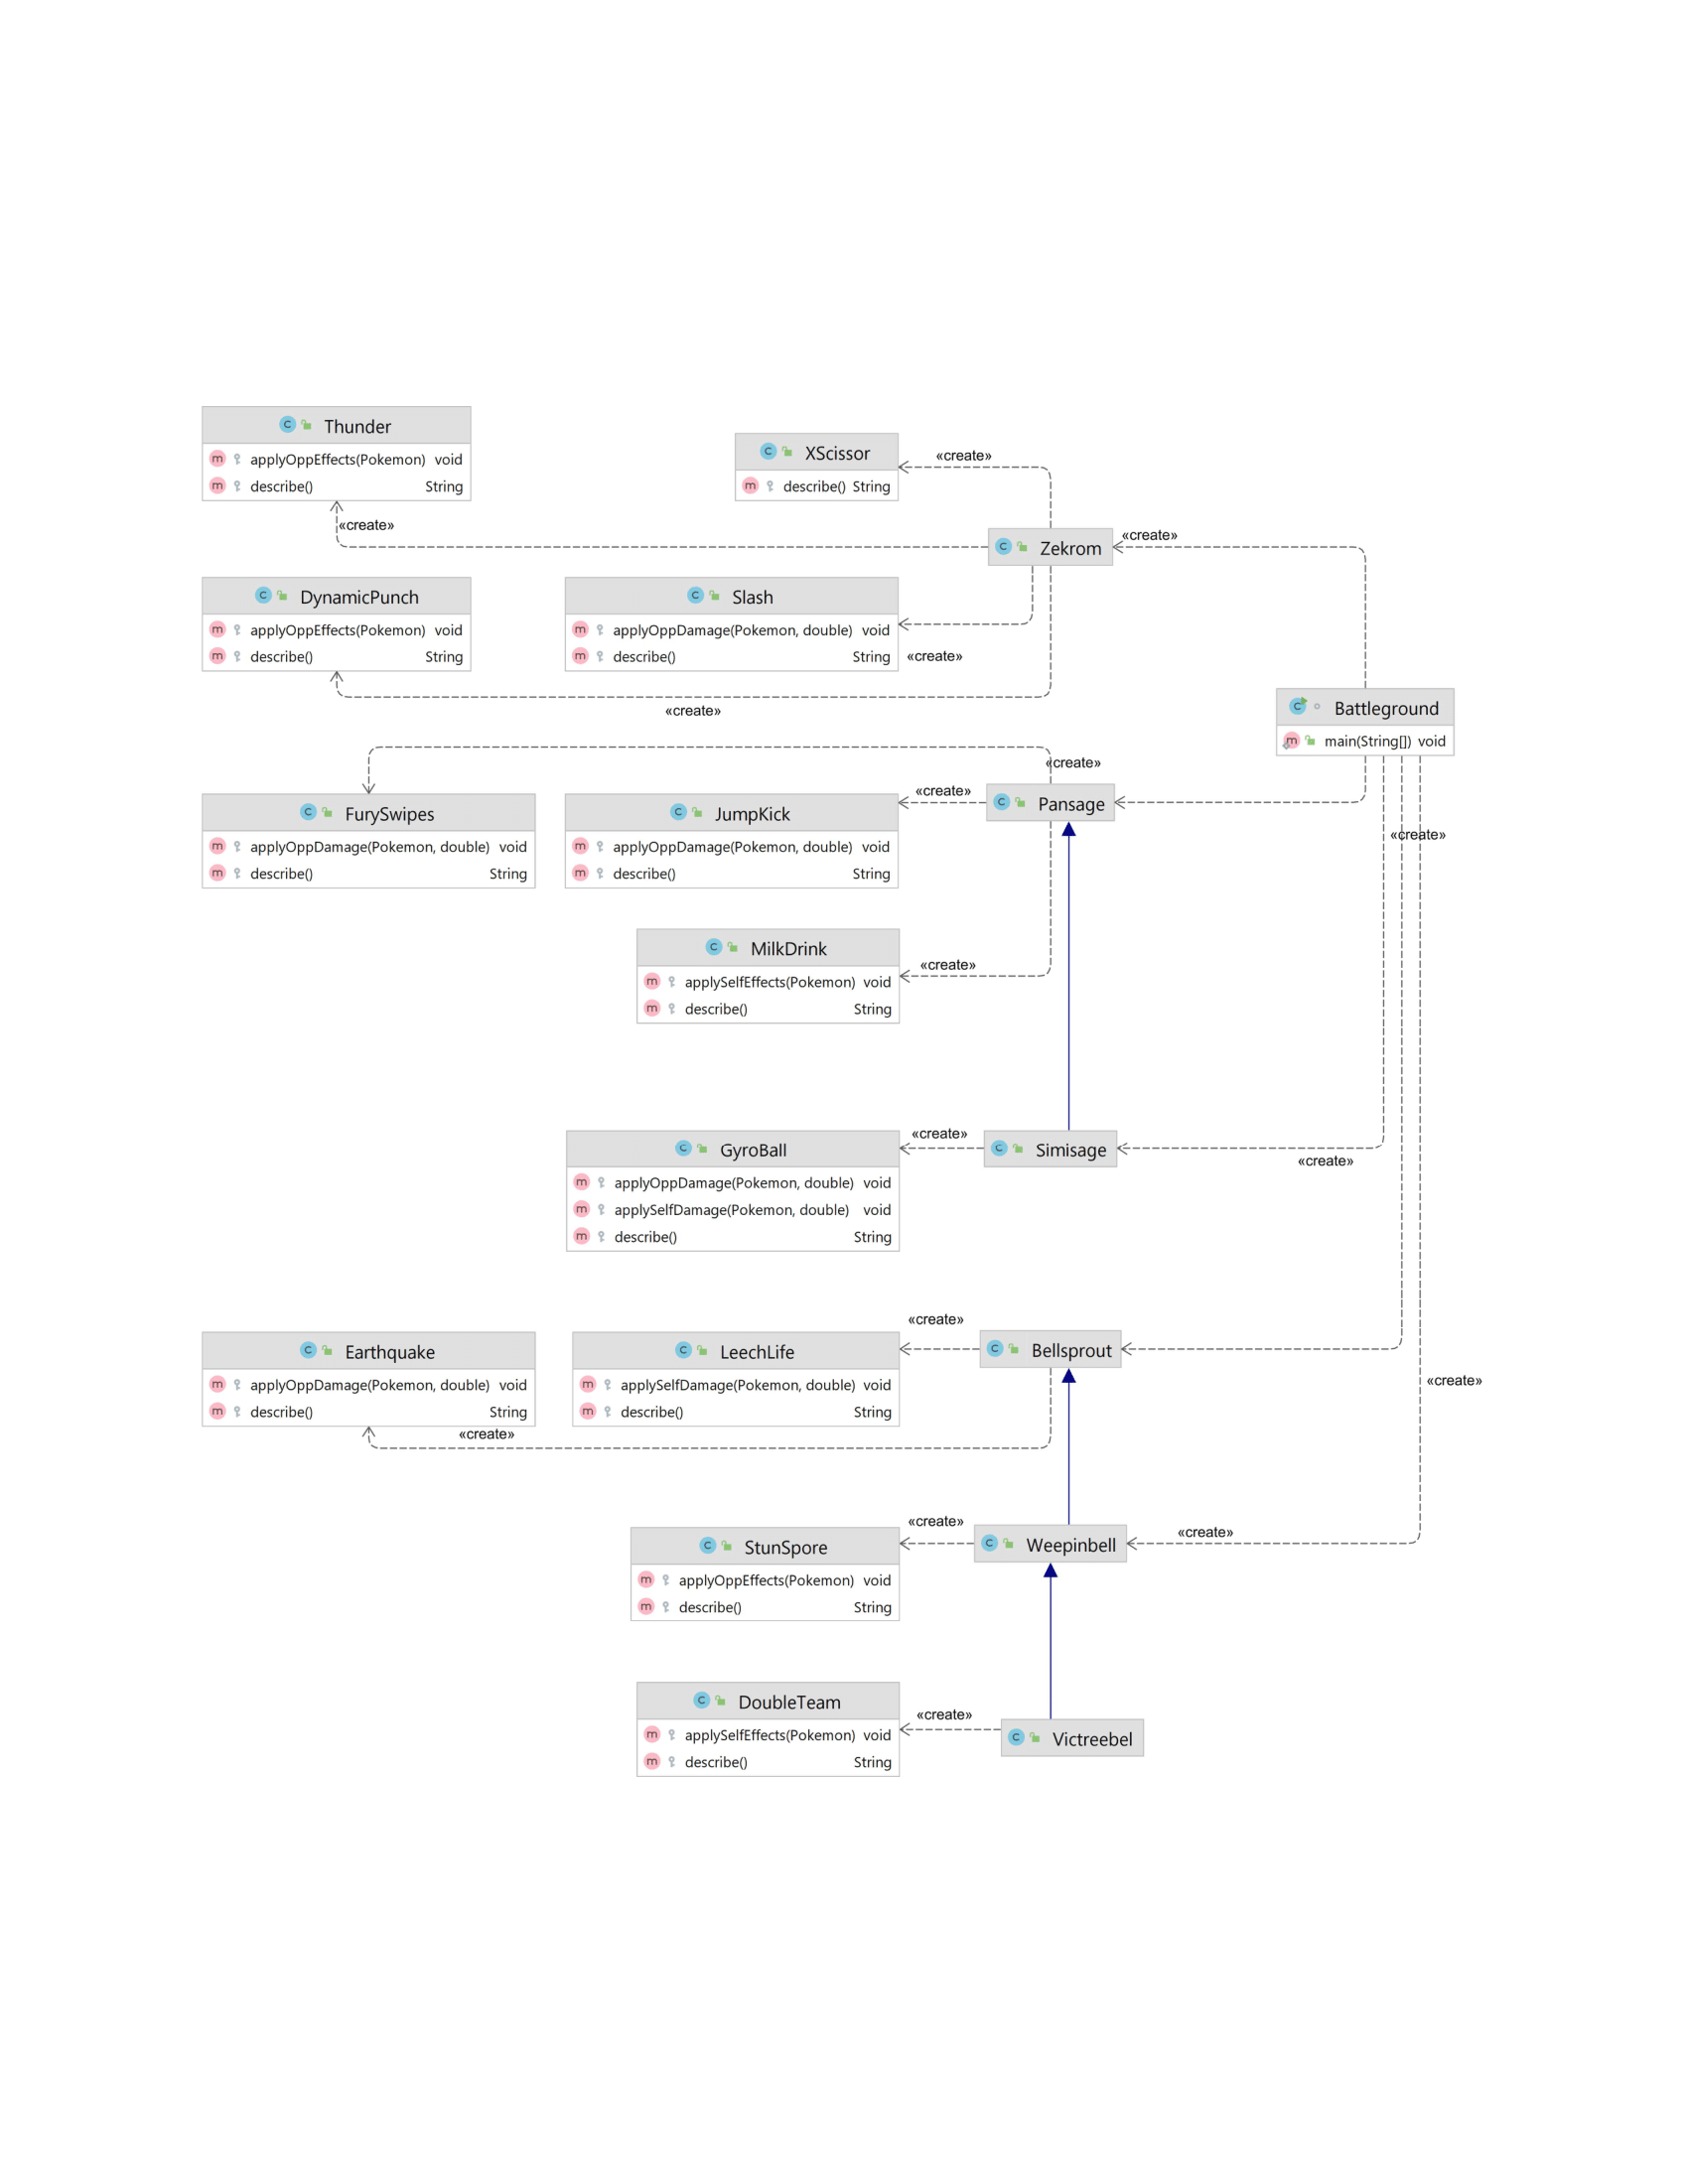 Thunder
applyOppEffects(Pokemon) void
describe() String
«create»
XScissor
describe() String
«create»
Zekrom
«create»
DynamicPunch
applyOppEffects(Pokemon) void
describe() String
Slash
applyOppDamage(Pokemon, double) void
describe() String
«create»
«create»
Battleground
main(String[]) void
«create»
FurySwipes
applyOppDamage(Pokemon, double) void
describe() String
JumpKick
applyOppDamage(Pokemon, double) void
describe() String
«create»
Pansage
«create»
MilkDrink
applySelfEffects(Pokemon) void
describe() String
«create»
GyroBall
applyOppDamage(Pokemon, double) void
applySelfDamage(Pokemon, double) void
describe() String
«create»
Simisage
«create»
Earthquake
applyOppDamage(Pokemon, double) void
describe() String
«create»
LeechLife
applySelfDamage(Pokemon, double) void
describe() String
«create»
Bellsprout
«create»
StunSpore
applyOppEffects(Pokemon) void
describe() String
«create»
Weepinbell
«create»
DoubleTeam
applySelfEffects(Pokemon) void
describe() String
«create»
Victreebel